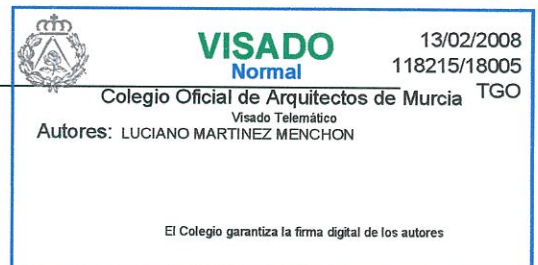 VISADO
Normal
13/02/2008
118215/18005
TGO
Colegio Oficial de Arquitectos de Murcia
Visado Telemático
Autores: LUCIANO MARTINEZ MENCHON
El Colegio garantiza la firma digital de los autores